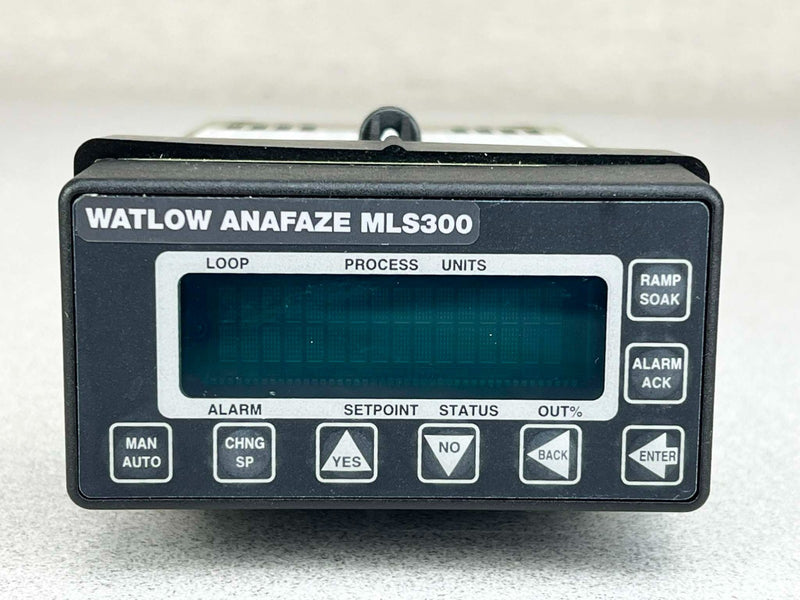 WATLOW ANAFAZE MLS300
LOOP PROCESS UNITS
RAMP
SOAK
ALARM
ACK
ALARM SETPOINT STATUS OUT%
MAN
AUTO
CHNG
SP
YES
NO
BACK
ENTER